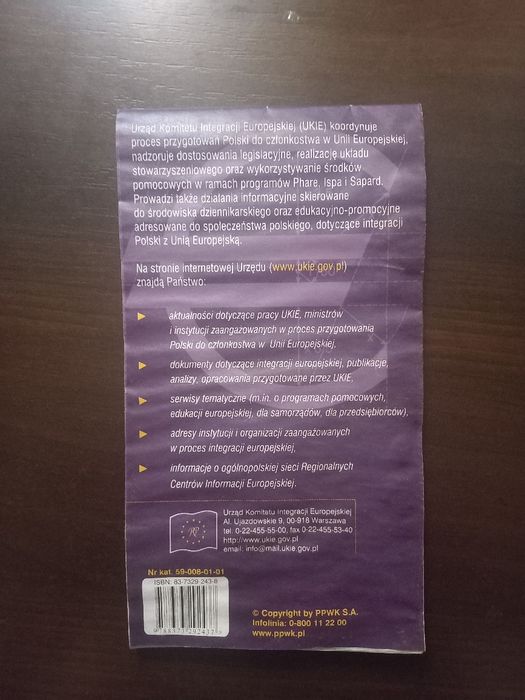 Urząd Komitetu Integracji Europejskiej (UKIE) koordynuje
proces przygotowań Polski do członkostwa w Unii Europejskiej,
nadzoruje dostosowania legislacyjne, realizację układu
stowarzyszeniowego oraz wykorzystywanie środków
pomocowych w ramach programów Phare, Ispa i Sapard.
Prowadzi także działania informacyjne skierowane
do środowiska dziennikarskiego oraz edukacyjno-promocyjne
adresowane do społeczeństwa polskiego, dotyczące integracji
Polski z Unią Europejską.
Na stronie internetowej Urzędu (www.ukie.gov.pl)
znajdą Państwo:
aktualności dotyczące pracy UKIE, ministrów
i instytucji zaangażowanych w proces przygotowania
Polski do członkostwa w Unii Europejskiej,
dokumenty dotyczące integracji europejskiej, publikacje,
analizy, opracowania przygotowane przez UKIE,
serwisy tematyczne (m.in. o programach pomocowych,
edukacji europejskiej, dla samorządów, dla przedsiębiorców),
adresy instytucji i organizacji zaangażowanych
w proces integracji europejskiej,
informacje o ogólnopolskiej sieci Regionalnych
Centrów Informacji Europejskiej.
Urząd Komitetu Integracji Europejskiej
Al. Ujazdowskie 9, 00-918 Warszawa
tel. 0-22-455-55-00, fax 0-22-455-53-40
http://www.ukie.gov.pl
email: info@mail.ukie.gov.pl
Nr kat. 59-008-01-01
ISBN: 83-7329-243-8
9 788373 292437 >
© Copyright by PPWK S.A.
Infolinia: 0-800 11 22 00
www.ppwk.pl